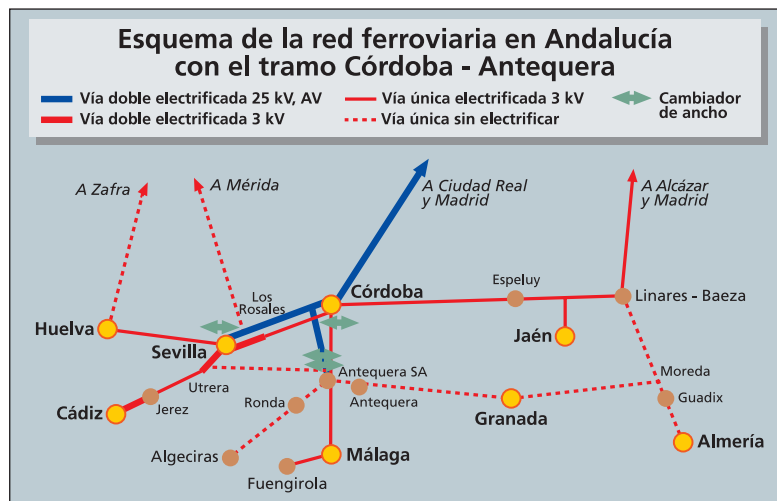 Esquema de la red ferroviaria en Andalucía
con el tramo Córdoba - Antequera
Vía doble electrificada 25 kV, AV
Vía única electrificada 3 kV
Cambiador
de ancho
Vía doble electrificada 3 kV
Vía única sin electrificar
A Zafra
A Mérida
A Ciudad Real
y Madrid
A Alcázar
y Madrid
Espeluy
Los
Rosales
Córdoba
Linares - Baeza
Huelva
Sevilla
Jaén
Utrera
Antequera SA
Moreda
Cádiz
Jerez
Ronda
Antequera
Granada
Guadix
Algeciras
Málaga
Almería
Fuengirola